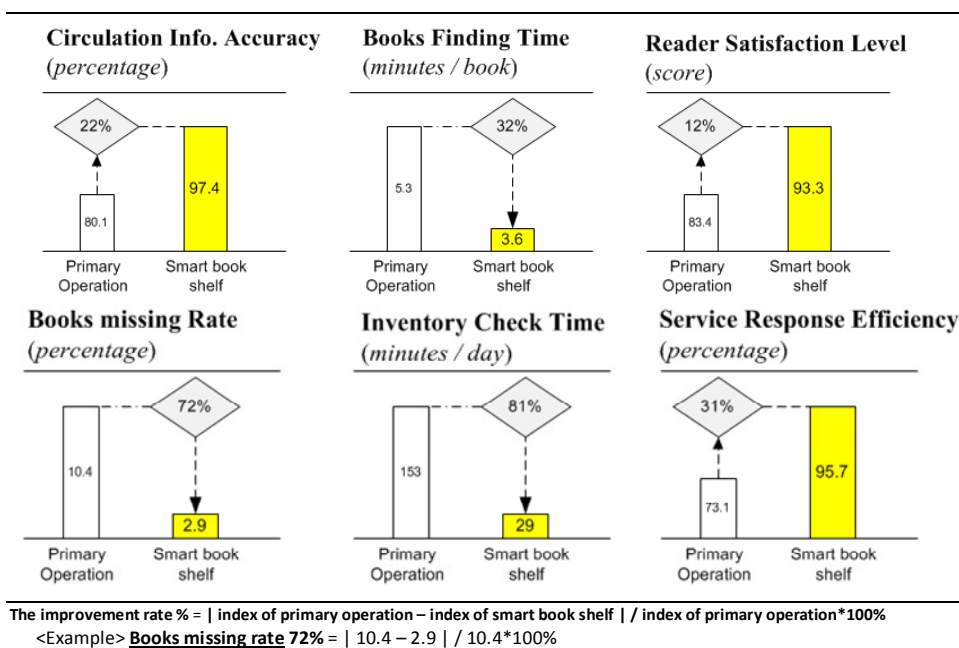 Circulation Info. Accuracy
(percentage)
22%
97.4
80.1
Primary Operation
Smart book shelf
Books Finding Time
(minutes / book)
32%
5.3
3.6
Primary Operation
Smart book shelf
Reader Satisfaction Level
(score)
12%
93.3
83.4
Primary Operation
Smart book shelf
Books missing Rate
(percentage)
72%
10.4
2.9
Primary Operation
Smart book shelf
Inventory Check Time
(minutes / day)
81%
153
29
Primary Operation
Smart book shelf
Service Response Efficiency
(percentage)
31%
95.7
73.1
Primary Operation
Smart book shelf
The improvement rate % = | index of primary operation – index of smart book shelf | / index of primary operation*100%
<Example> Books missing rate 72% = | 10.4 – 2.9 | / 10.4*100%